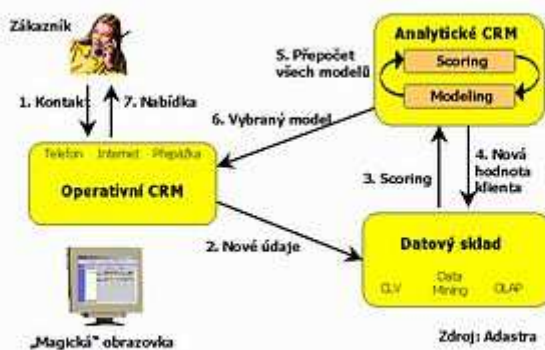 Zákazník
1. Kontakt
7. Nabídka
Telefon Internet Přepážka
Operativní CRM
„Magická“ obrazovka
2. Nové údaje
6. Vybraný model
5. Přepočet
všech modelů
Analytické CRM
Scoring
Modeling
3. Scoring
4. Nová
hodnota
klienta
Datový sklad
CLV
Data
Mining
OLAP
Zdroj: Adastra